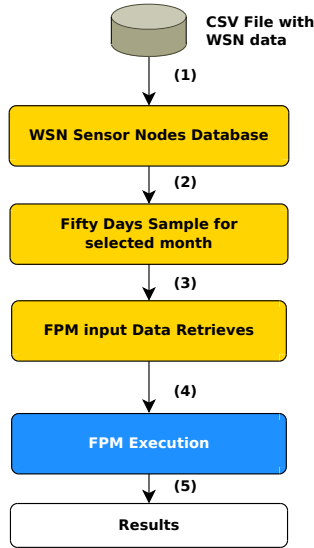 CSV File with
WSN data
(1)
WSN Sensor Nodes Database
(2)
Fifty Days Sample for
selected month
(3)
FPM input Data Retrieves
(4)
FPM Execution
(5)
Results